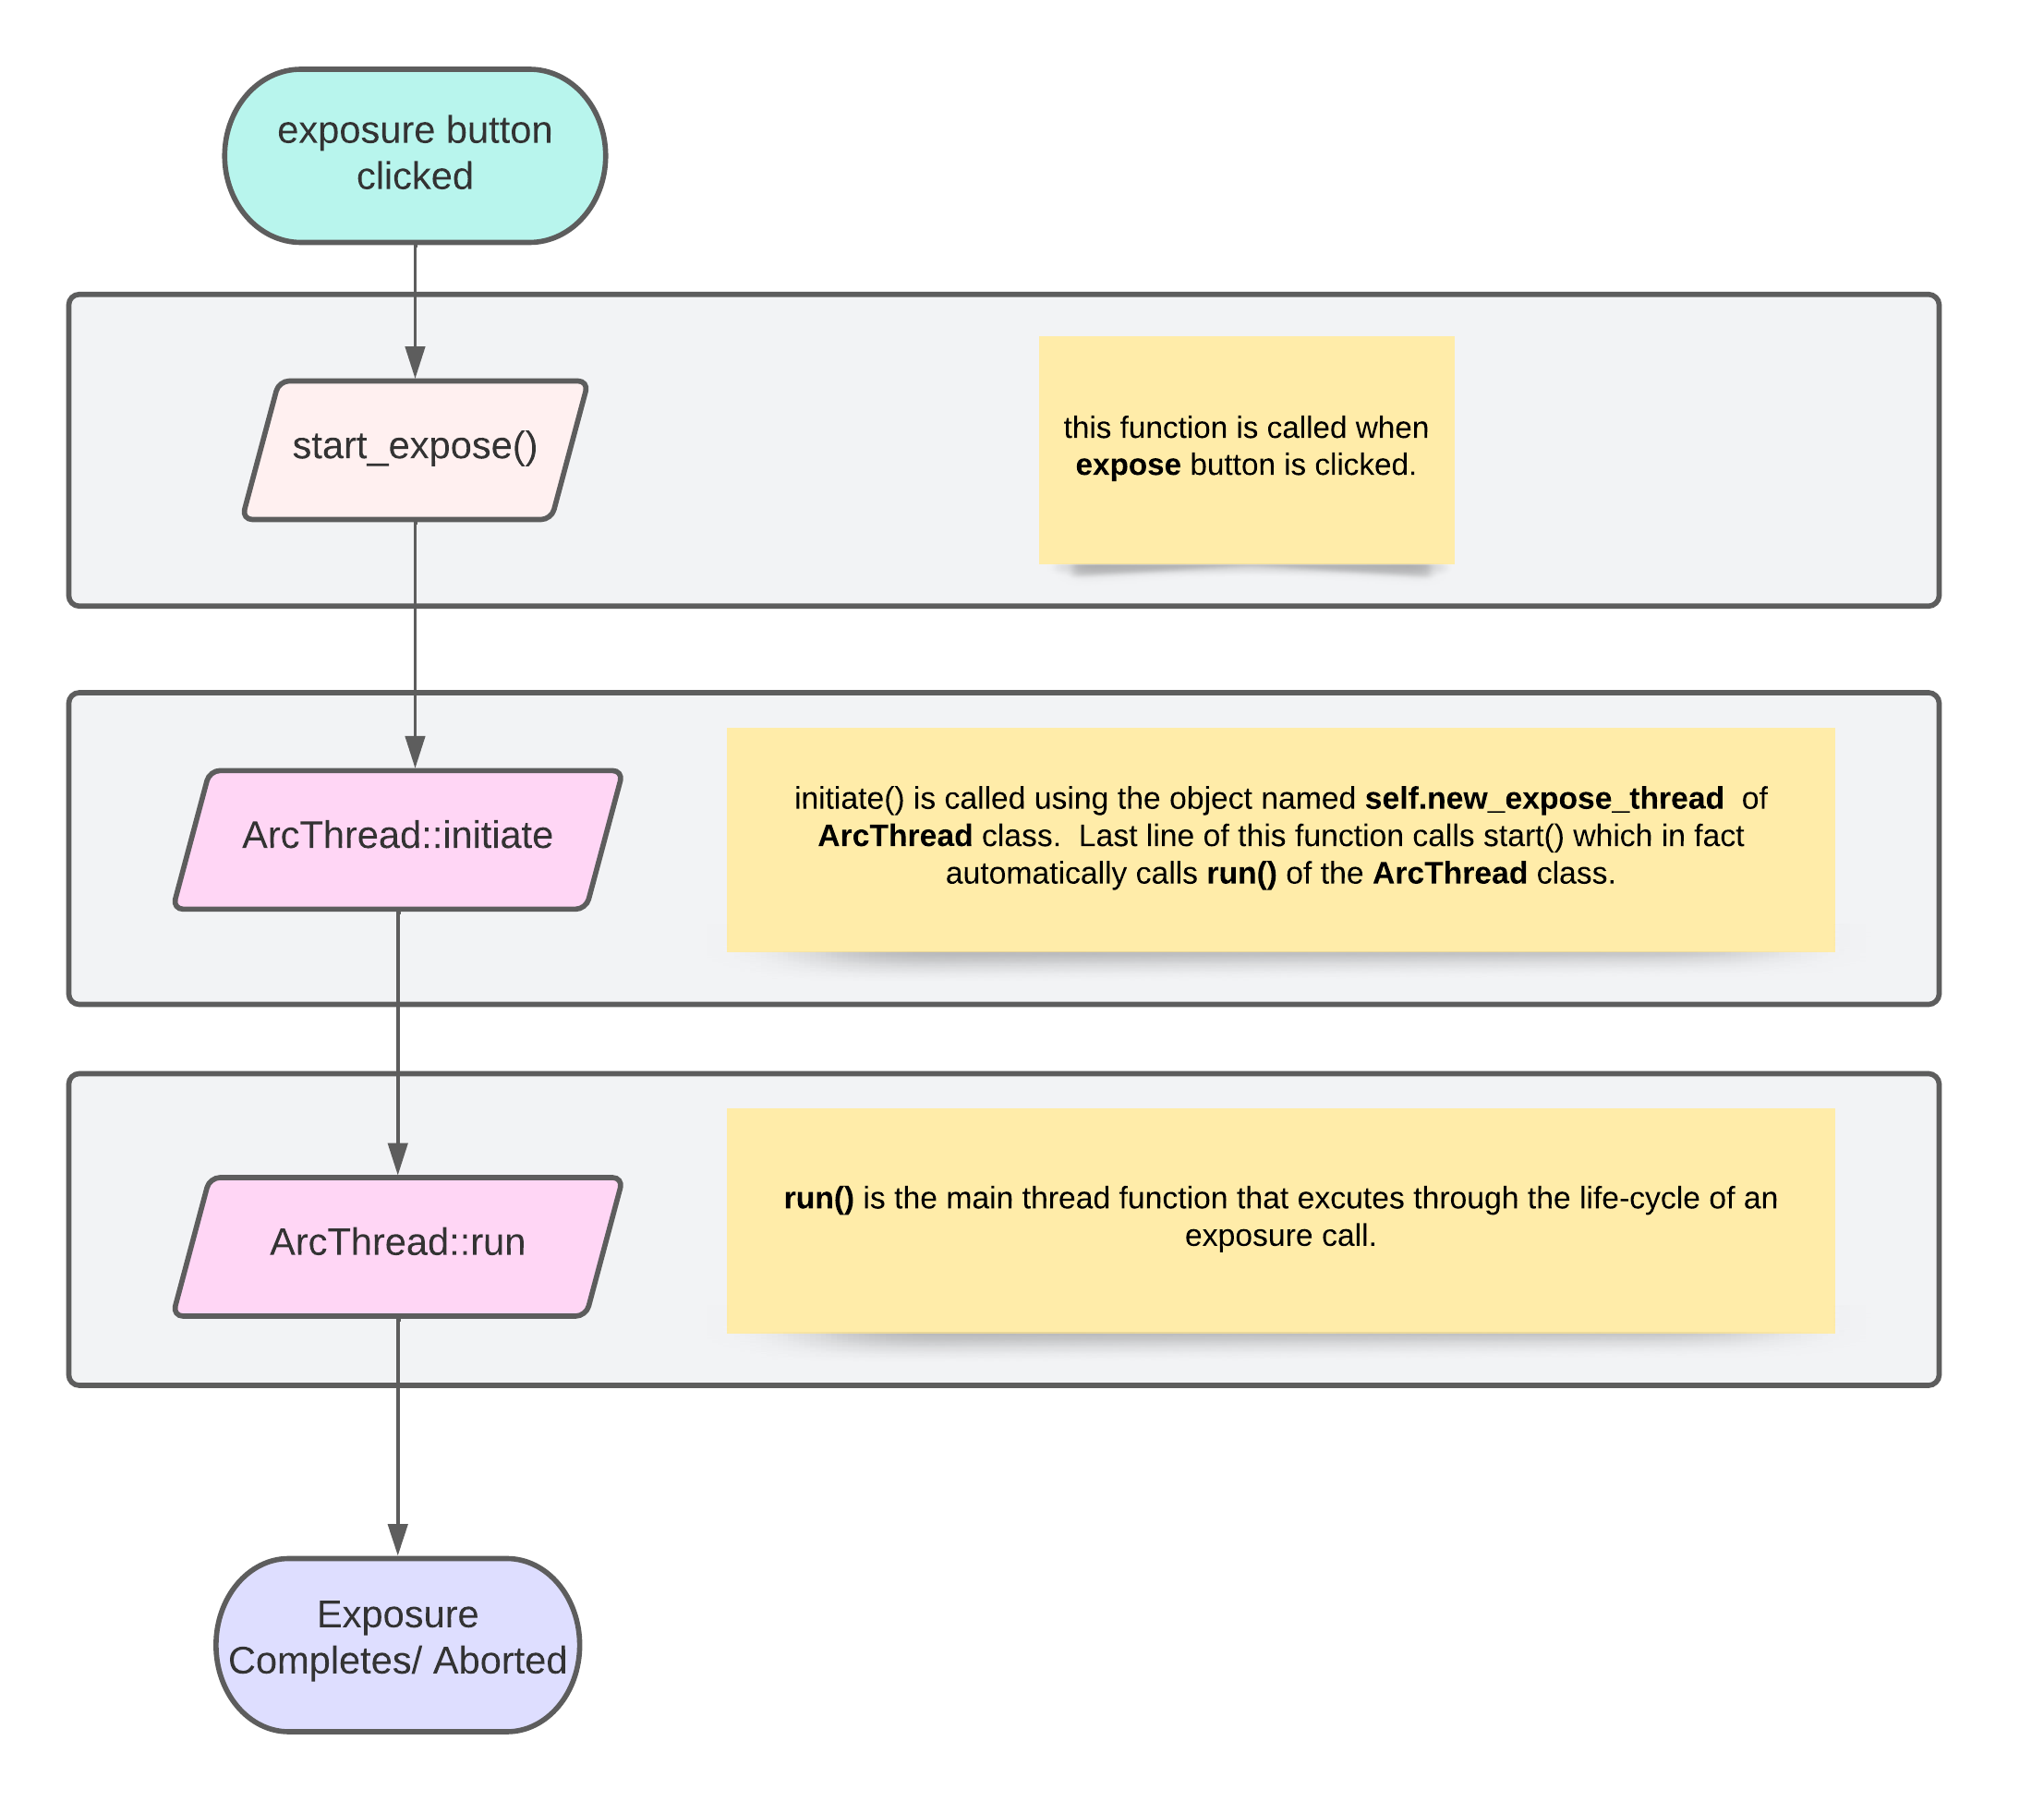 exposure button
clicked
start_expose()
this function is called when
expose button is clicked.
ArcThread::initiate
initiate() is called using the object named self.new_expose_thread  of
ArcThread class.  Last line of this function calls start() which in fact
automatically calls run() of the ArcThread class.
ArcThread::run
run() is the main thread function that excutes through the life-cycle of an
exposure call.
Exposure
Completes/ Aborted